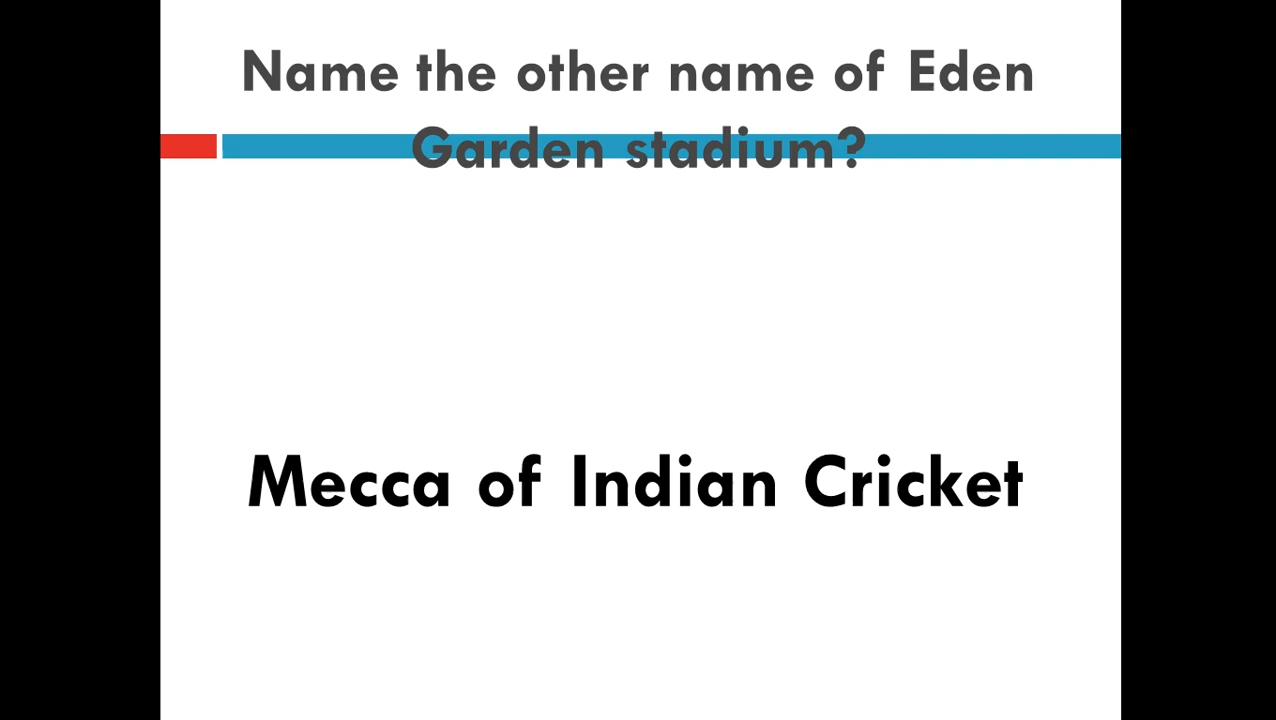 Name the other name of Eden
Garden stadium?
Mecca of Indian Cricket